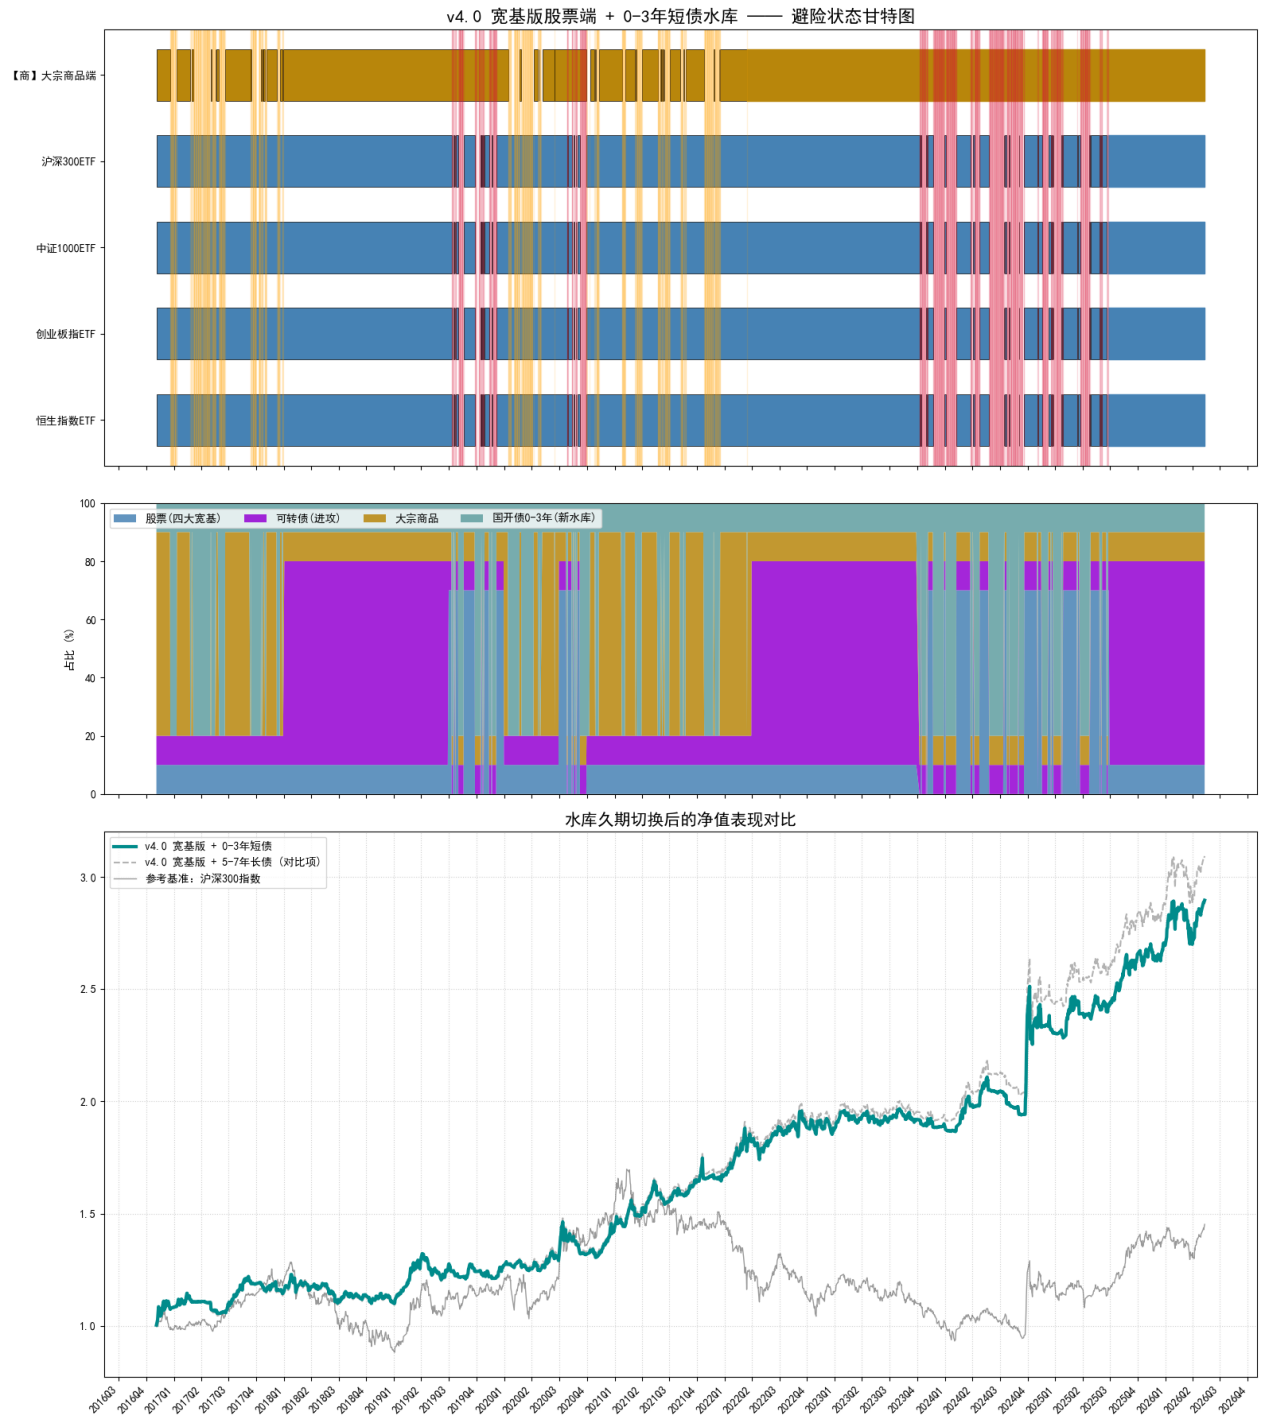 v4.0 宽基版股票端 + 0-3年短债水库 —— 避险状态甘特图
【商】大宗商品端
沪深300ETF
中证1000ETF
创业板指ETF
恒生指数ETF
股票(四大宽基) 可转债(进攻) 大宗商品 国开债0-3年(新水库)
100
80
60
40
20
0
占比 (%)
水库久期切换后的净值表现对比
v4.0 宽基版 + 0-3年短债
v4.0 宽基版 + 5-7年长债 (对比项)
参考基准: 沪深300指数
3.0
2.5
2.0
1.5
1.0
2016Q3 2016Q4 2017Q1 2017Q2 2017Q3 2017Q4 2018Q1 2018Q2 2018Q3 2018Q4 2019Q1 2019Q2 2019Q3 2019Q4 2020Q1 2020Q2 2020Q3 2020Q4 2021Q1 2021Q2 2021Q3 2021Q4 2022Q1 2022Q2 2022Q3 2022Q4 2023Q1 2023Q2 2023Q3 2023Q4 2024Q1 2024Q2 2024Q3 2024Q4 2025Q1 2025Q2 2025Q3 2025Q4 2026Q1 2026Q2 2026Q3 2026Q4